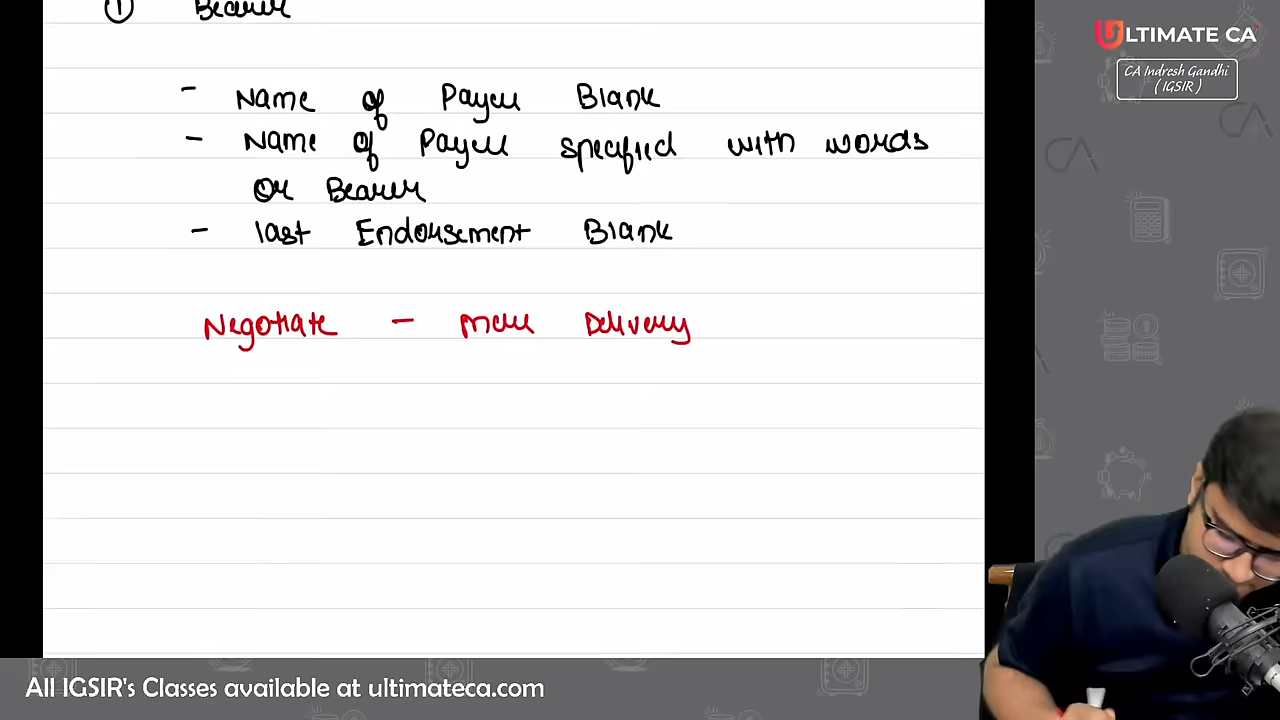 ① Bearer
ULTIMATE CA
CA Indresh Gandhi
( IGSIR )
- Name of Payee Blank
- Name of Payee specified with words
or Bearer
- last Endorsement Blank
Negotiate - mere Delivery
All IGSIR's Classes available at ultimateca.com